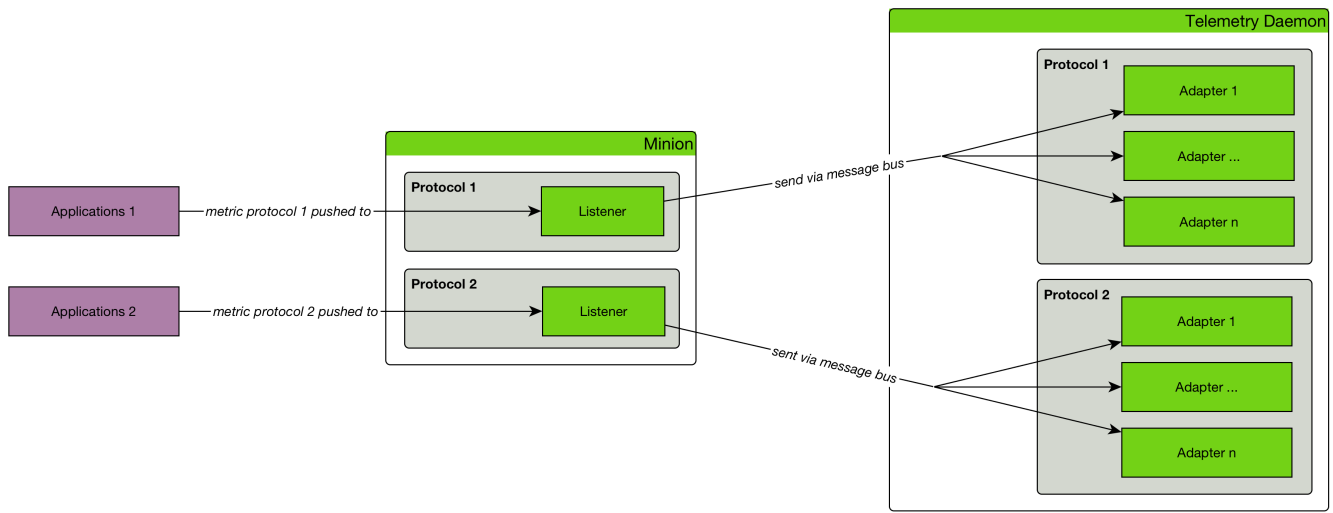 Telemetry Daemon
Protocol 1
Adapter 1
Adapter ...
Adapter n
Minion
Protocol 1
Listener
send via message bus
Applications 1
metric protocol 1 pushed to
Protocol 2
Listener
Applications 2
metric protocol 2 pushed to
sent via message bus
Protocol 2
Adapter 1
Adapter ...
Adapter n